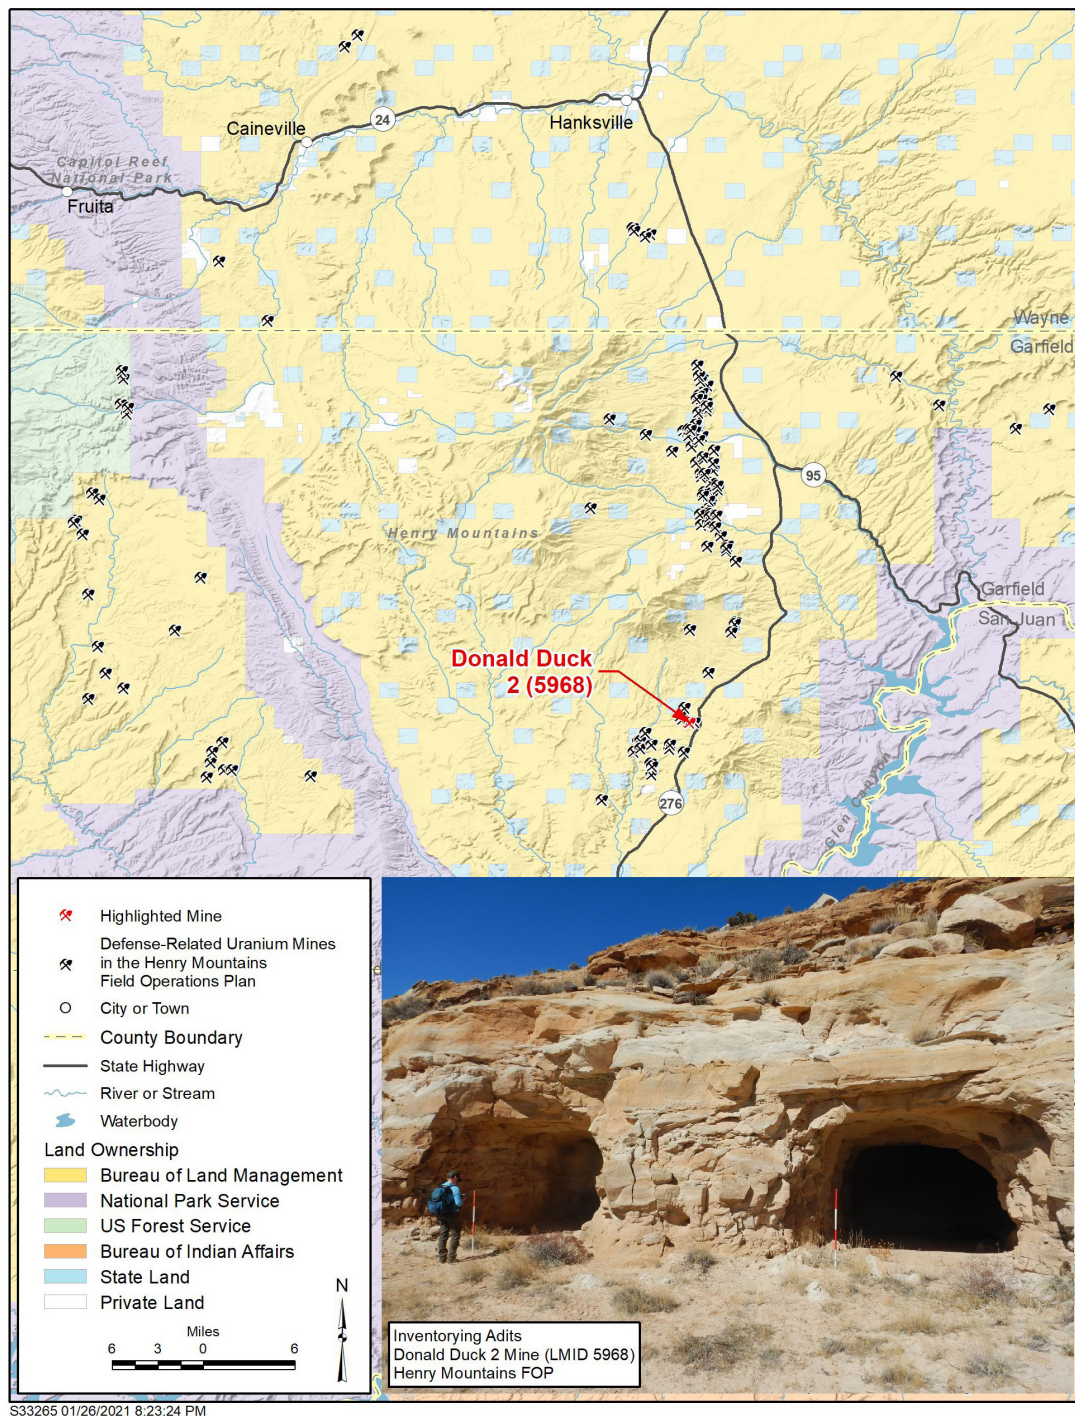 Hanksville
24
Caineville
Capitol Reef
National Park
Fruita
Wayne
Garfield
95
Henry Mountains
Garfield
San Juan
Donald Duck
2 (5968)
276
Glen Canyon
Highlighted Mine
Defense-Related Uranium Mines
in the Henry Mountains
Field Operations Plan
City or Town
County Boundary
State Highway
River or Stream
Waterbody
Land Ownership
Bureau of Land Management
National Park Service
US Forest Service
Bureau of Indian Affairs
State Land
Private Land
N
Miles
6 3 0 6
Inventorying Adits
Donald Duck 2 Mine (LMID 5968)
Henry Mountains FOP
S33265 01/26/2021 8:23:24 PM